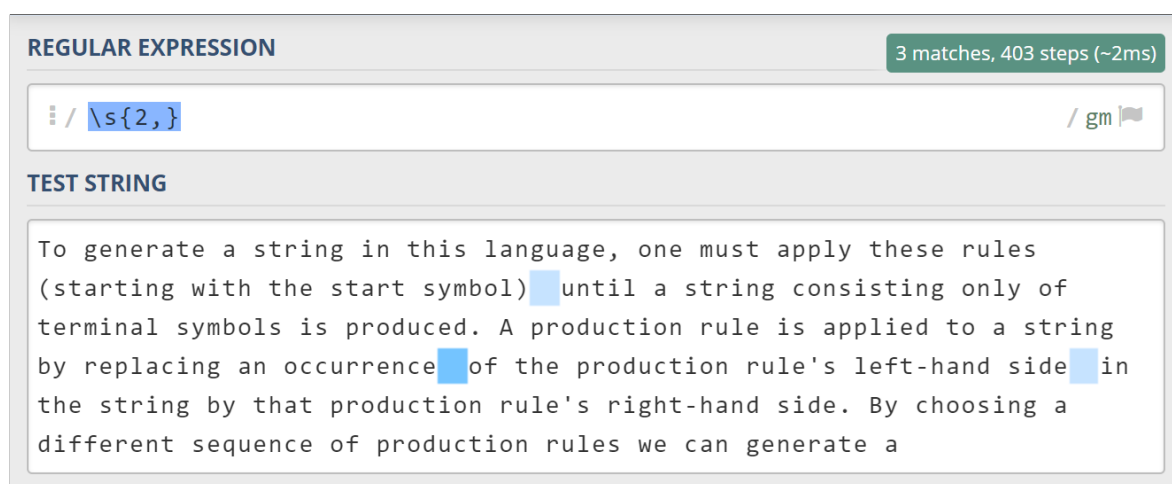 REGULAR EXPRESSION
3 matches, 403 steps (~2ms)
/ \s{2,} / gm
TEST STRING
To generate a string in this language, one must apply these rules
(starting with the start symbol)  until a string consisting only of
terminal symbols is produced. A production rule is applied to a string
by replacing an occurrence  of the production rule's left-hand side  in
the string by that production rule's right-hand side. By choosing a
different sequence of production rules we can generate a